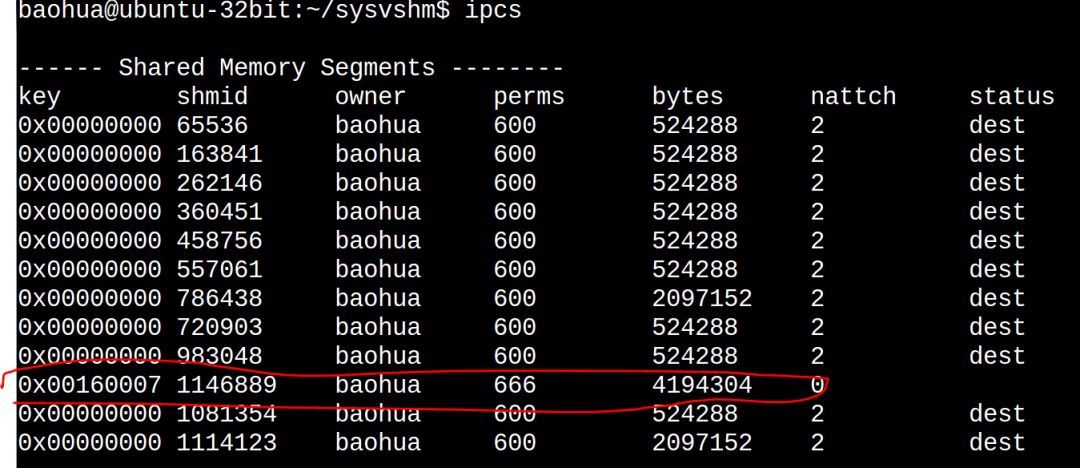 baohua@ubuntu-32bit:~/sysvshm$ ipcs
------ Shared Memory Segments --------
key shmid owner perms bytes nattch status
0x00000000 65536 baohua 600 524288 2 dest
0x00000000 163841 baohua 600 524288 2 dest
0x00000000 262146 baohua 600 524288 2 dest
0x00000000 360451 baohua 600 524288 2 dest
0x00000000 458756 baohua 600 524288 2 dest
0x00000000 557061 baohua 600 524288 2 dest
0x00000000 786438 baohua 600 2097152 2 dest
0x00000000 720903 baohua 600 524288 2 dest
0x00000000 983048 baohua 600 524288 2 dest
0x00160007 1146889 baohua 666 4194304 0
0x00000000 1081354 baohua 600 524288 2 dest
0x00000000 1114123 baohua 600 2097152 2 dest